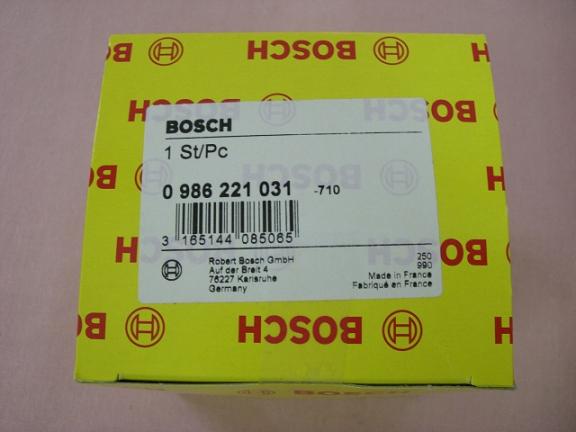 BOSCH
BOSCH
BOSCH
BOSCH
1 St/Pc
0 986 221 031 -710
3 165144 085065
Robert Bosch GmbH
Auf der Breit 4
76227 Karlsruhe
Germany
250
990
Made in France
Fabriqué en France
BOSCH
BOSCH